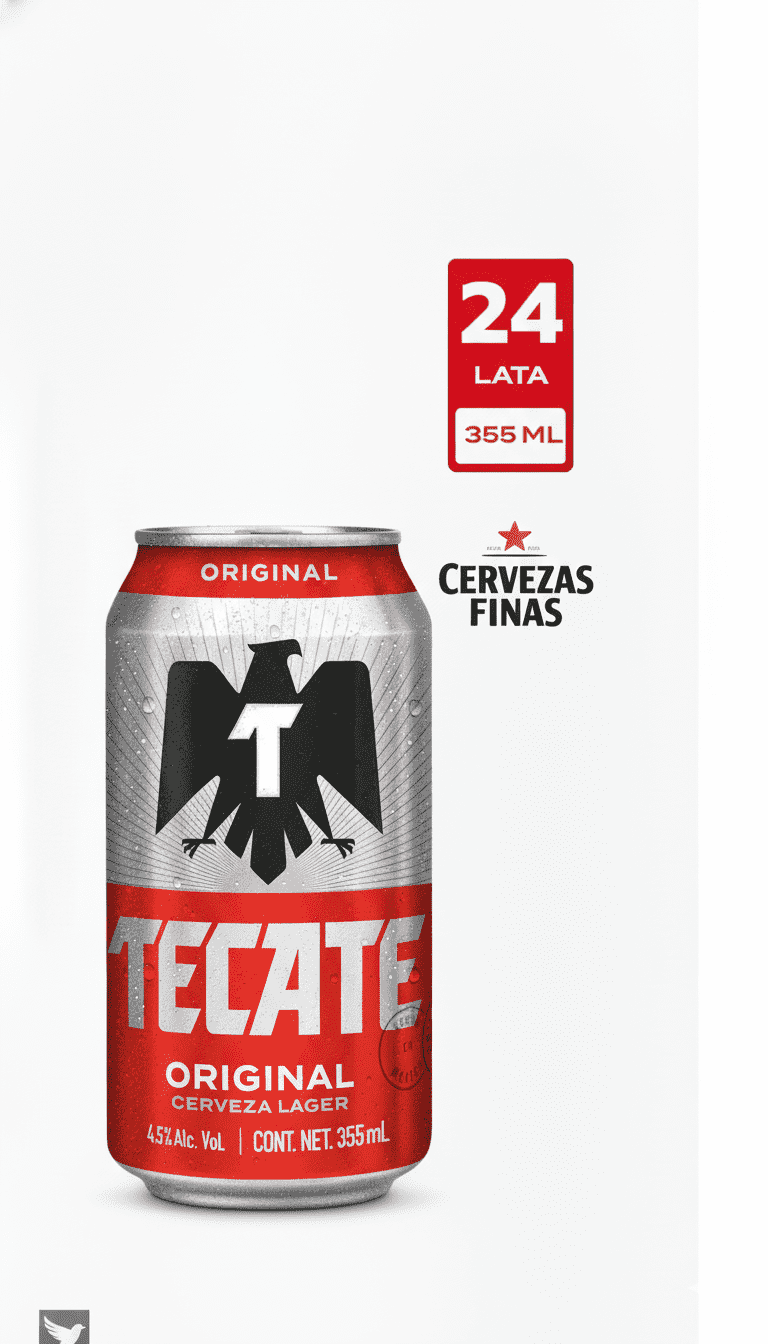 24
LATA
355 ML
CERVEZAS
FINAS
ORIGINAL
T
TECATE
ORIGINAL
CERVEZA LAGER
4.5% Alc. Vol. | CONT. NET. 355 mL